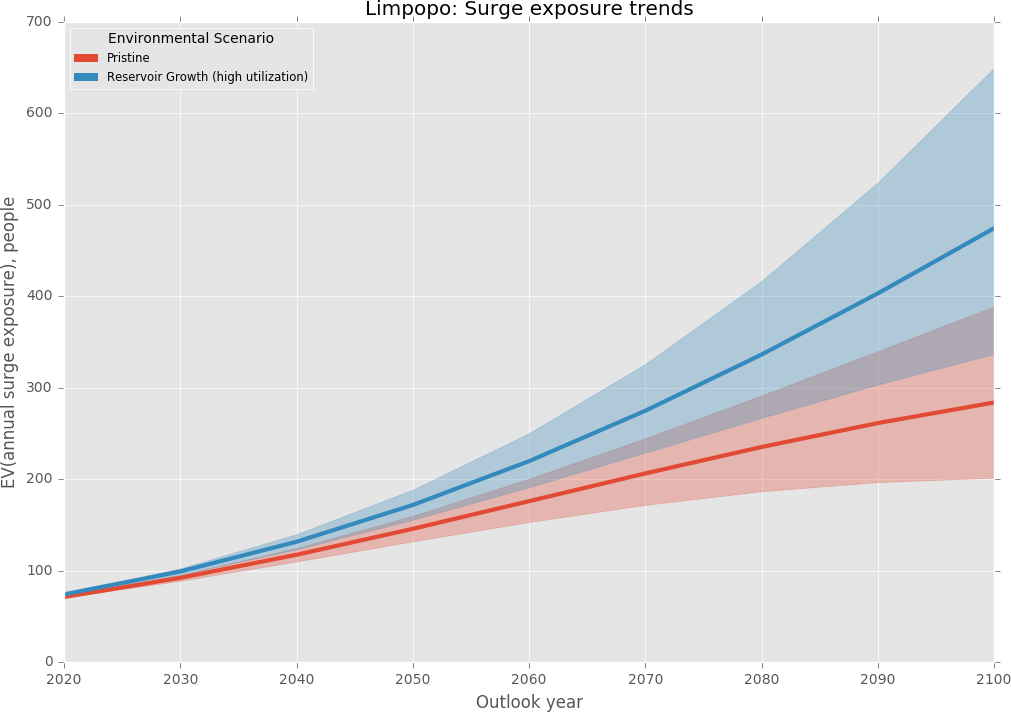 Limpopo: Surge exposure trends
Environmental Scenario
Pristine
Reservoir Growth (high utilization)
EV(annual surge exposure), people
700
600
500
400
300
200
100
0
2020 2030 2040 2050 2060 2070 2080 2090 2100
Outlook year